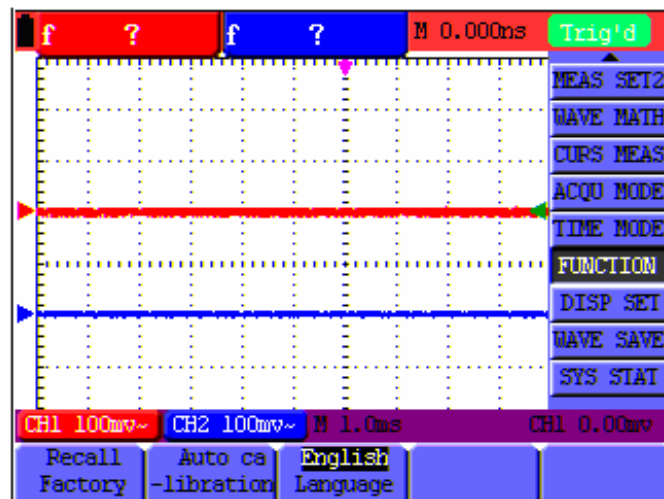 f ? f ? M 0.000ns Trig'd
MEAS SET2
WAVE MATH
CURS MEAS
ACQU MODE
TIME MODE
FUNCTION
DISP SET
WAVE SAVE
SYS STAT
CH1 100mv~ CH2 100mv~ M 1.0ms CH1 0.00mv
Recall Auto ca English
Factory -libration Language